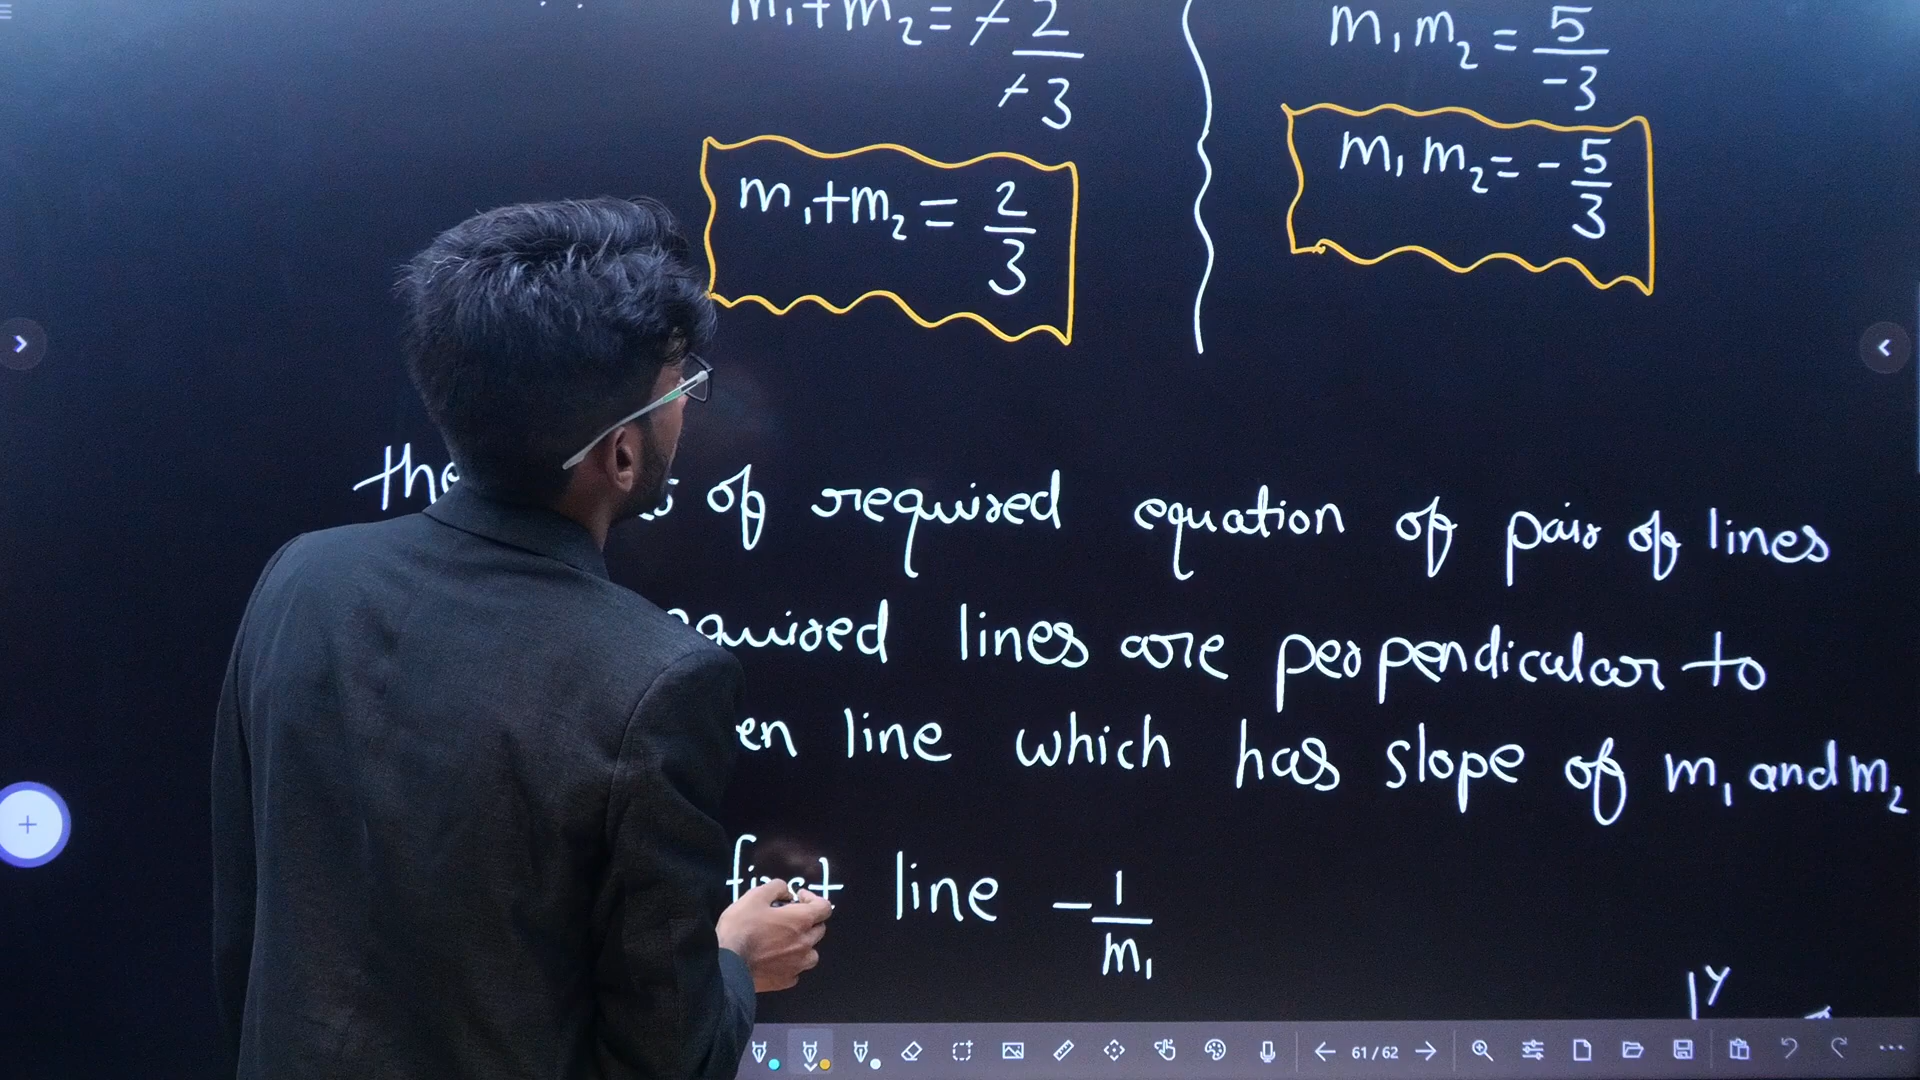 m₁+m₂ = -2/-3
m₁m₂ = 5/-3
m₁+m₂ = 2/3
m₁m₂ = -5/3
the of required equation of pair of lines
required lines are perpendicular to
line which has slope of m₁ and m₂
first line -1/m₁
y
61/62